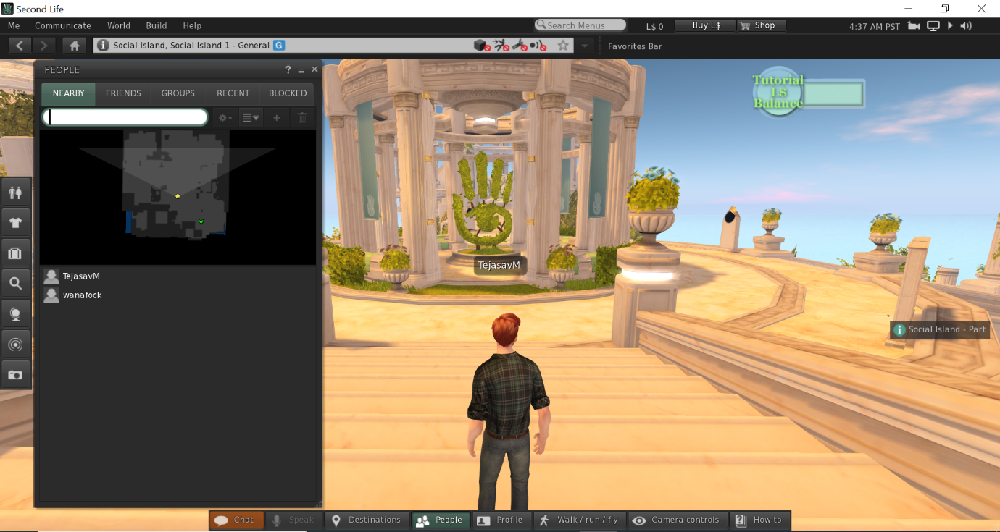 Second Life
Me Communicate World Build Help Search Menus L$ 0 Buy L$ Shop 4:37 AM PST
Social Island, Social Island 1 - General G Favorites Bar
PEOPLE ?
NEARBY FRIENDS GROUPS RECENT BLOCKED
TejasavM
wanafock
Tutorial
L$
Balance
TejasavM
Social Island - Part
Chat Speak Destinations People Profile Walk / run / fly Camera controls How to